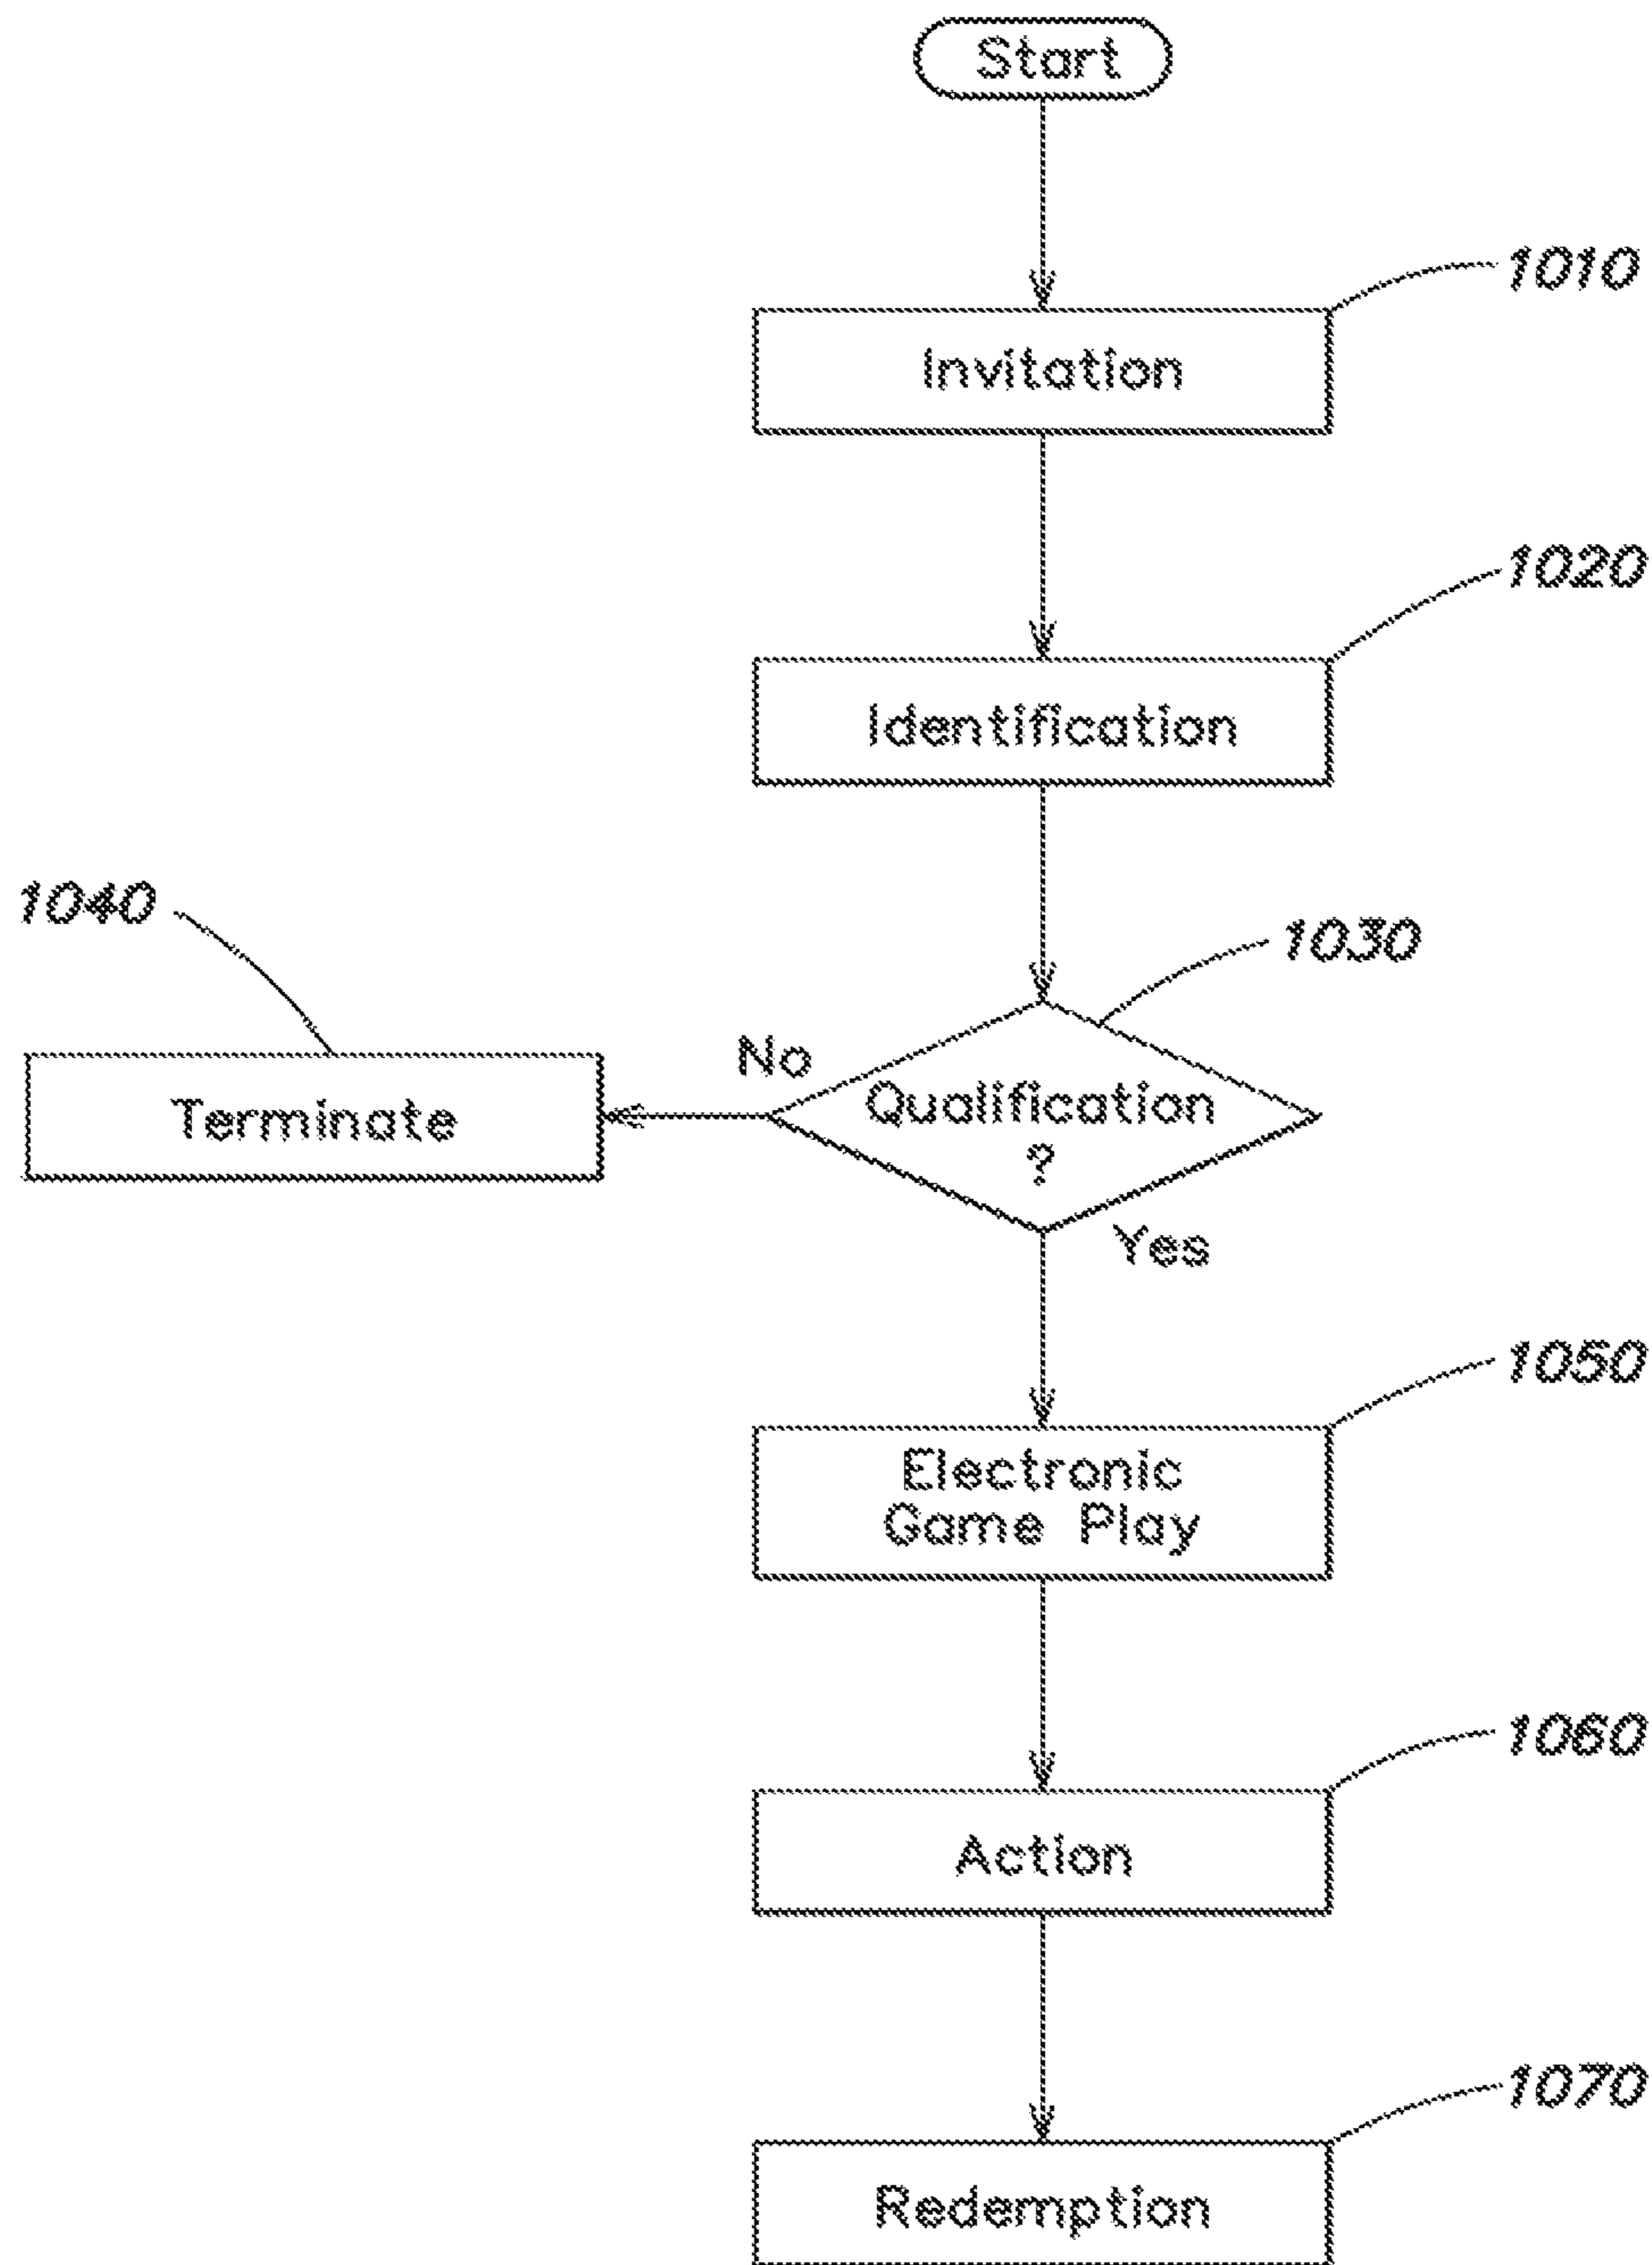 Start
1010
Invitation
1020
Identification
1040
1030
No
Terminate
Qualification
?
Yes
1050
Electronic
Game Play
1060
Action
1070
Redemption